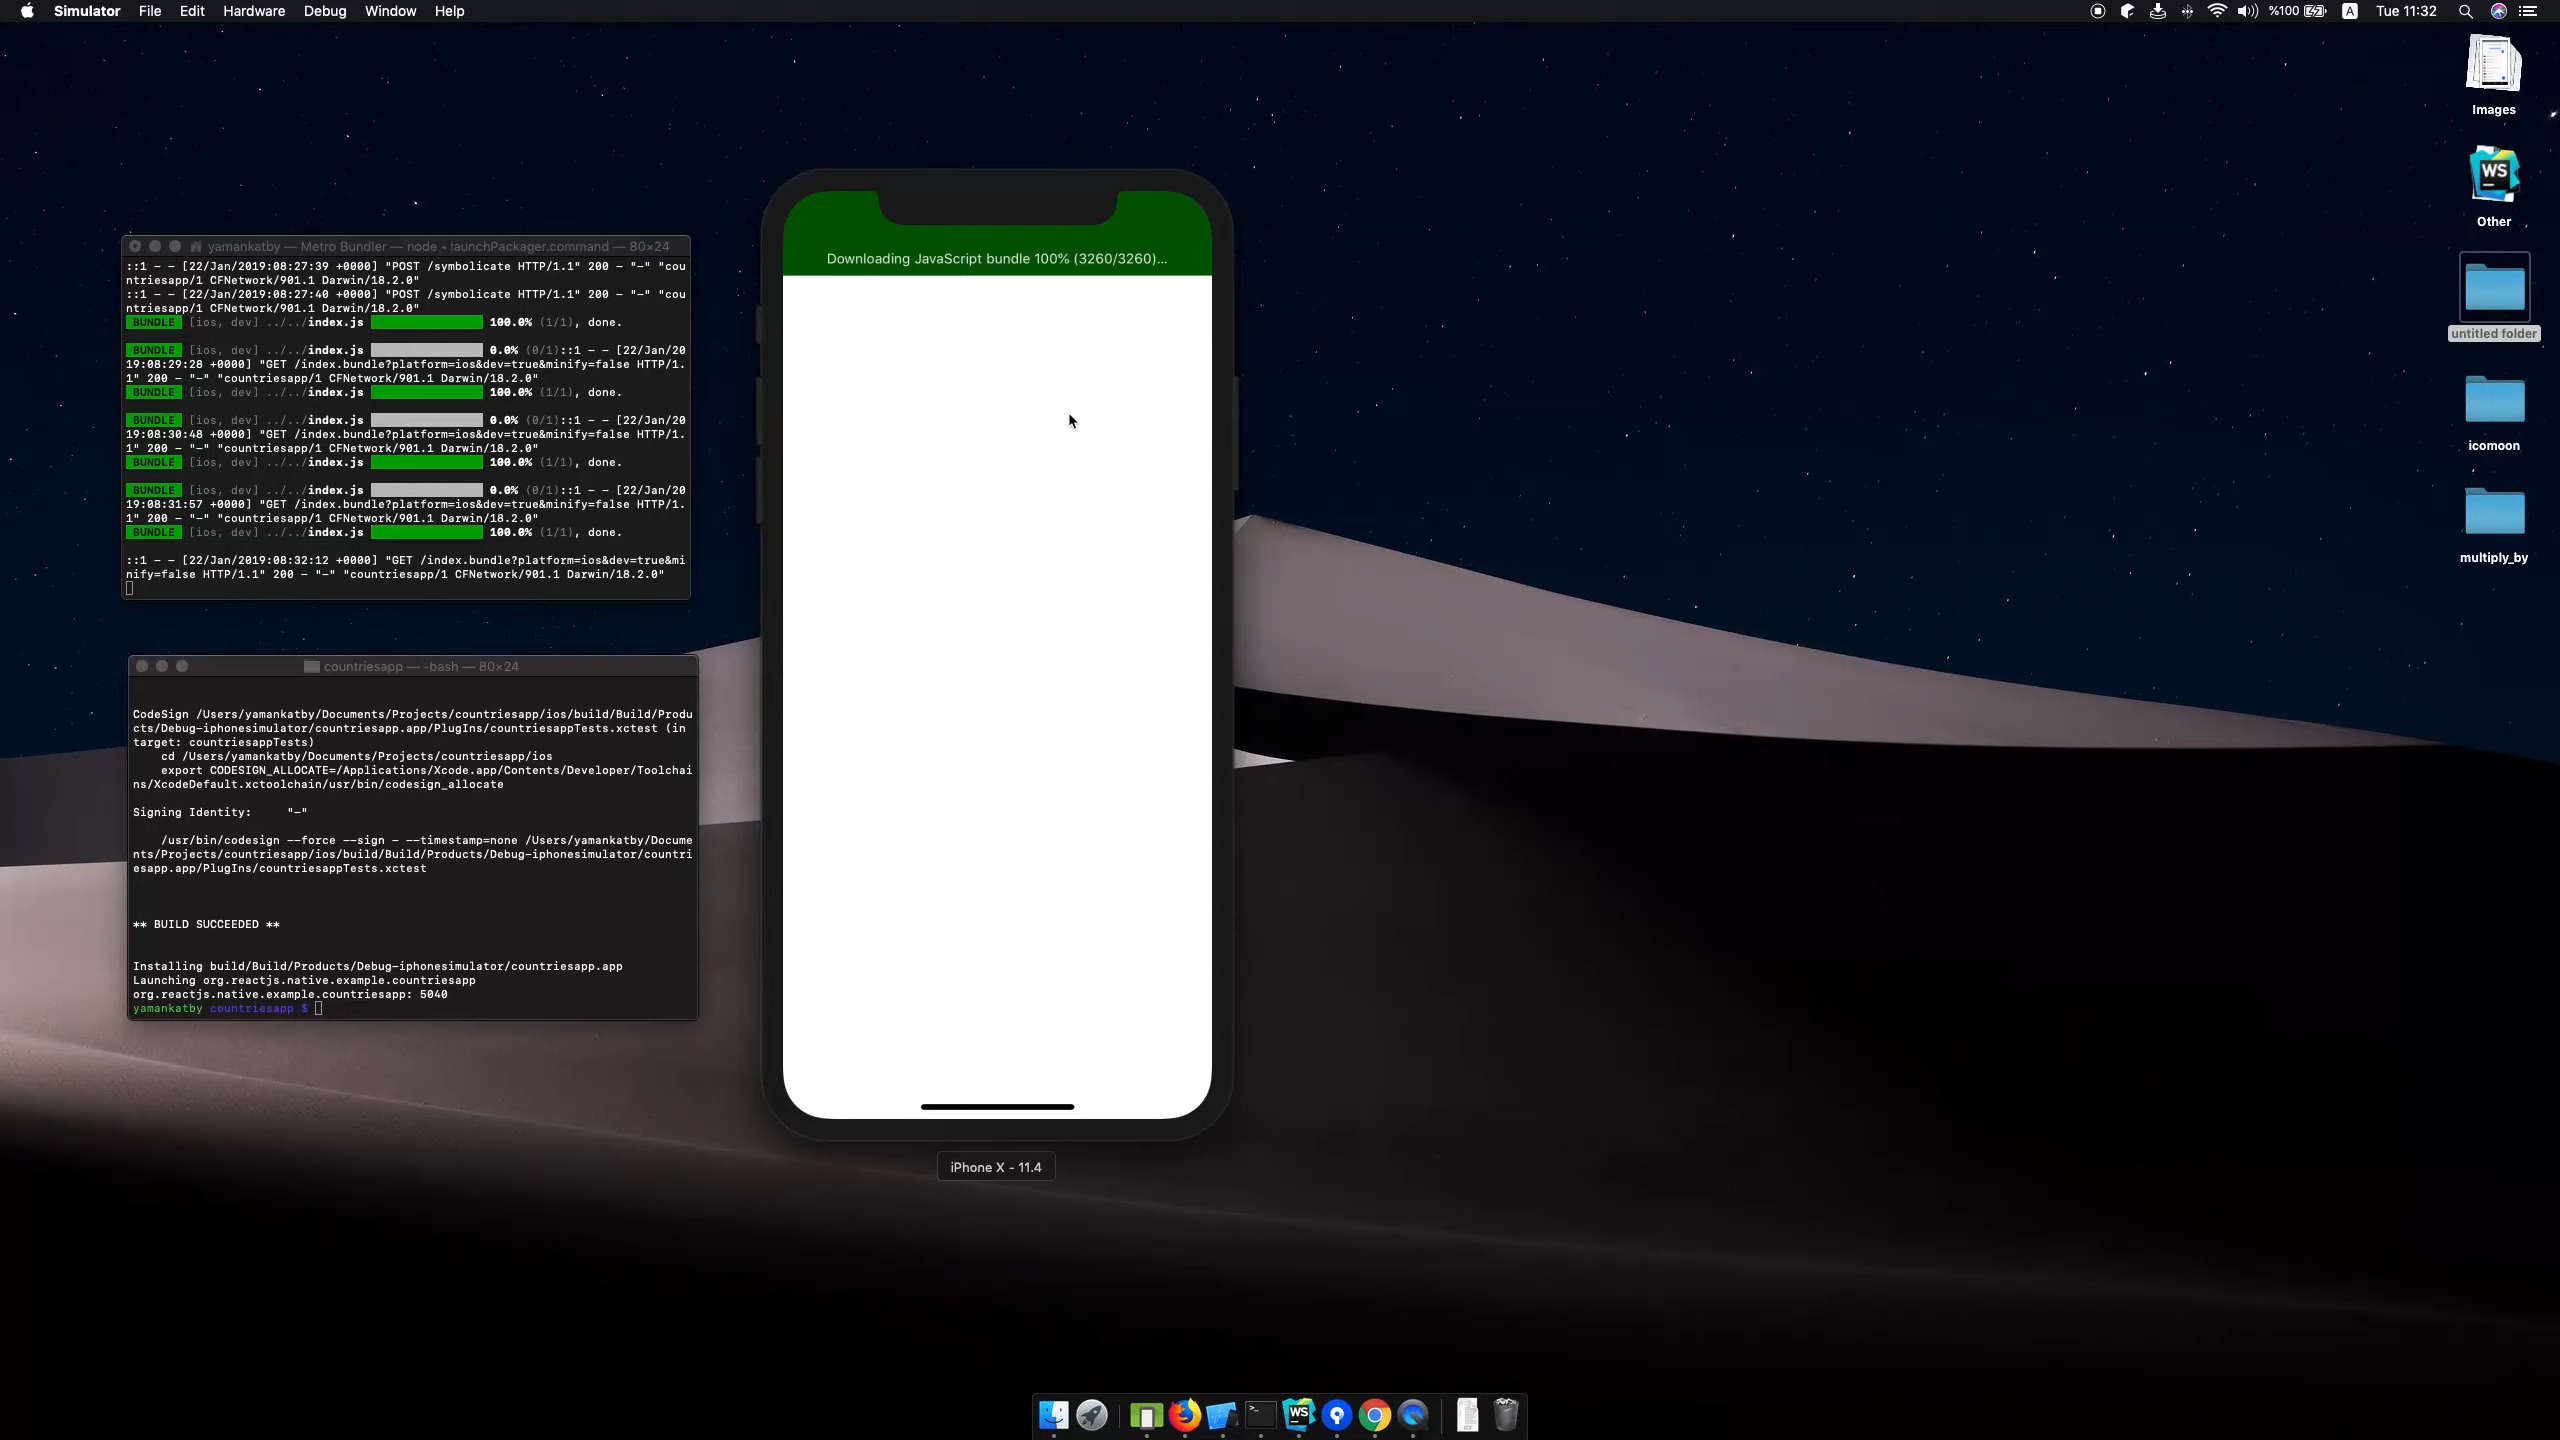 Simulator File Edit Hardware Debug Window Help
%100 A Tue 11:32
Images
WS
Other
untitled folder
icomoon
multiply_by
yamankatby — Metro Bundler — node ◂ launchPackager.command — 80×24
::1 - - [22/Jan/2019:08:27:39 +0000] "POST /symbolicate HTTP/1.1" 200 - "-" "cou
ntriesapp/1 CFNetwork/901.1 Darwin/18.2.0"
::1 - - [22/Jan/2019:08:27:40 +0000] "POST /symbolicate HTTP/1.1" 200 - "-" "cou
ntriesapp/1 CFNetwork/901.1 Darwin/18.2.0"
BUNDLE [ios, dev] ../../index.js 100.0% (1/1), done.
BUNDLE [ios, dev] ../../index.js 0.0% (0/1)::1 - - [22/Jan/20
19:08:29:28 +0000] "GET /index.bundle?platform=ios&dev=true&minify=false HTTP/1.
1" 200 - "-" "countriesapp/1 CFNetwork/901.1 Darwin/18.2.0"
BUNDLE [ios, dev] ../../index.js 100.0% (1/1), done.
BUNDLE [ios, dev] ../../index.js 0.0% (0/1)::1 - - [22/Jan/20
19:08:30:48 +0000] "GET /index.bundle?platform=ios&dev=true&minify=false HTTP/1.
1" 200 - "-" "countriesapp/1 CFNetwork/901.1 Darwin/18.2.0"
BUNDLE [ios, dev] ../../index.js 100.0% (1/1), done.
BUNDLE [ios, dev] ../../index.js 0.0% (0/1)::1 - - [22/Jan/20
19:08:31:57 +0000] "GET /index.bundle?platform=ios&dev=true&minify=false HTTP/1.
1" 200 - "-" "countriesapp/1 CFNetwork/901.1 Darwin/18.2.0"
BUNDLE [ios, dev] ../../index.js 100.0% (1/1), done.
::1 - - [22/Jan/2019:08:32:12 +0000] "GET /index.bundle?platform=ios&dev=true&mi
nify=false HTTP/1.1" 200 - "-" "countriesapp/1 CFNetwork/901.1 Darwin/18.2.0"
countriesapp — -bash — 80×24
CodeSign /Users/yamankatby/Documents/Projects/countriesapp/ios/build/Build/Produ
cts/Debug-iphonesimulator/countriesapp.app/PlugIns/countriesappTests.xctest (in
target: countriesappTests)
cd /Users/yamankatby/Documents/Projects/countriesapp/ios
export CODESIGN_ALLOCATE=/Applications/Xcode.app/Contents/Developer/Toolchai
ns/XcodeDefault.xctoolchain/usr/bin/codesign_allocate
Signing Identity: "-"
/usr/bin/codesign --force --sign - --timestamp=none /Users/yamankatby/Docume
nts/Projects/countriesapp/ios/build/Build/Products/Debug-iphonesimulator/countri
esapp.app/PlugIns/countriesappTests.xctest
** BUILD SUCCEEDED **
Installing build/Build/Products/Debug-iphonesimulator/countriesapp.app
Launching org.reactjs.native.example.countriesapp
org.reactjs.native.example.countriesapp: 5040
yamankatby countriesapp $
Downloading JavaScript bundle 100% (3260/3260)...
iPhone X - 11.4
WS